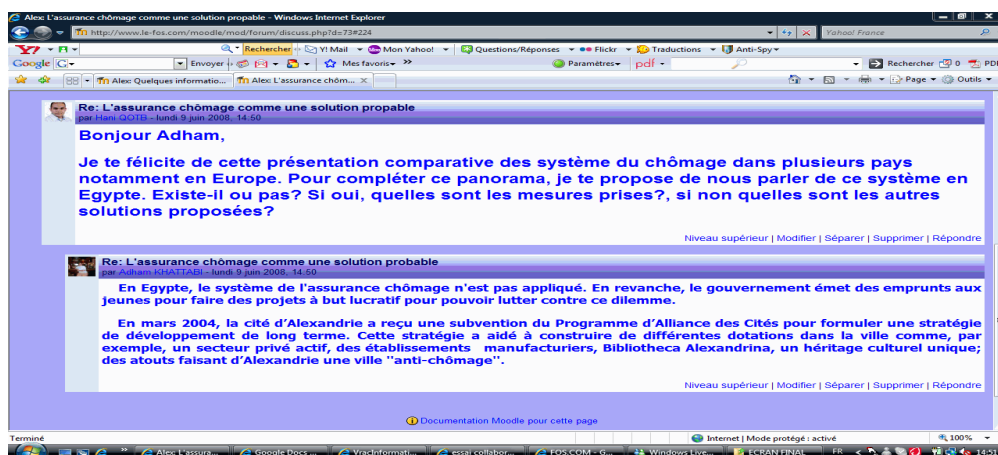 Alex: L'assurance chômage comme une solution propable - Windows Internet Explorer
http://www.le-fos.com/moodle/mod/forum/discuss.php?d=73#224
Yahoo! France
Rechercher Y! Mail Mon Yahoo! Questions/Réponses Flickr Traductions Anti-Spy
Google G Envoyer Mes favoris Paramètres pdf Rechercher 0 PDF
Alex: Quelques informatio... Alex: L'assurance chôm... Page Outils
Re: L'assurance chômage comme une solution propable
par Hani QOTB - lundi 9 juin 2008, 14:50
Bonjour Adham,
Je te félicite de cette présentation comparative des système du chômage dans plusieurs pays
notamment en Europe. Pour compléter ce panorama, je te propose de nous parler de ce système en
Egypte. Existe-il ou pas? Si oui, quelles sont les mesures prises?, si non quelles sont les autres
solutions proposées?
Niveau supérieur | Modifier | Séparer | Supprimer | Répondre
Re: L'assurance chômage comme une solution probable
par Adham KHATTABI - lundi 9 juin 2008, 14:50
En Egypte, le système de l'assurance chômage n'est pas appliqué. En revanche, le gouvernement émet des emprunts aux
jeunes pour faire des projets à but lucratif pour pouvoir lutter contre ce dilemme.
En mars 2004, la cité d'Alexandrie a reçu une subvention du Programme d'Alliance des Cités pour formuler une stratégie
de développement de long terme. Cette stratégie a aidé à construire de différentes dotations dans la ville comme, par
exemple, un secteur privé actif, des établissements manufacturiers, Bibliotheca Alexandrina, un héritage culturel unique;
des atouts faisant d'Alexandrie une ville "anti-chômage".
Niveau supérieur | Modifier | Séparer | Supprimer | Répondre
Documentation Moodle pour cette page
Terminé Internet | Mode protégé : activé 100%
Alex: L'assura... Google Docs ... VracInformati... essai collabor... FOS.COM - G... Windows Live... ECRAN FINAL FR 14:51